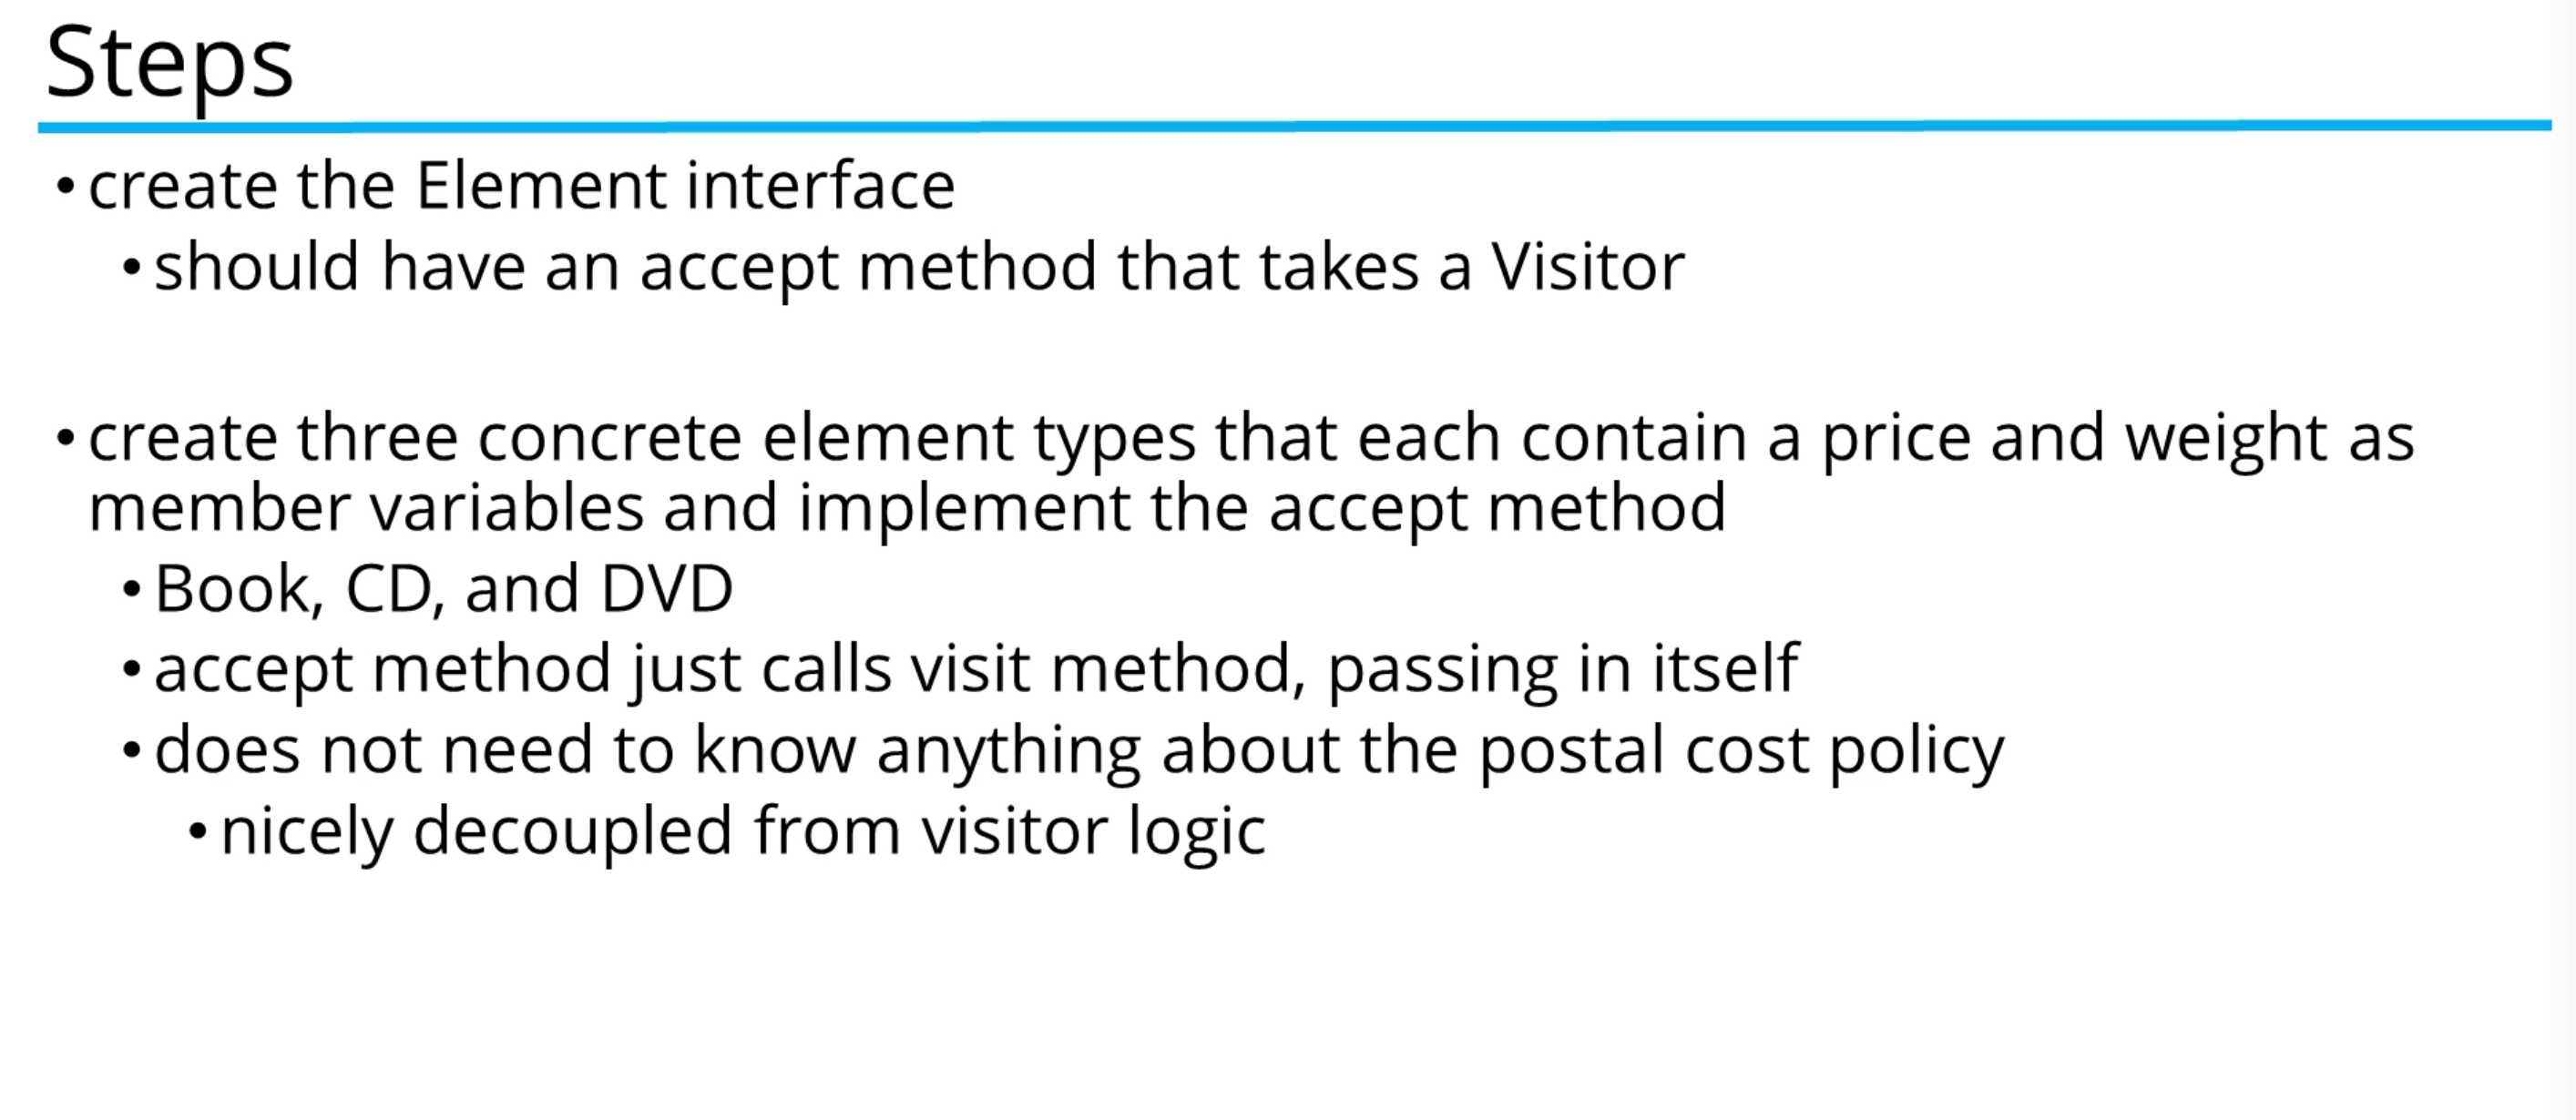 Steps
• create the Element interface
• should have an accept method that takes a Visitor
• create three concrete element types that each contain a price and weight as
member variables and implement the accept method
• Book, CD, and DVD
• accept method just calls visit method, passing in itself
• does not need to know anything about the postal cost policy
• nicely decoupled from visitor logic